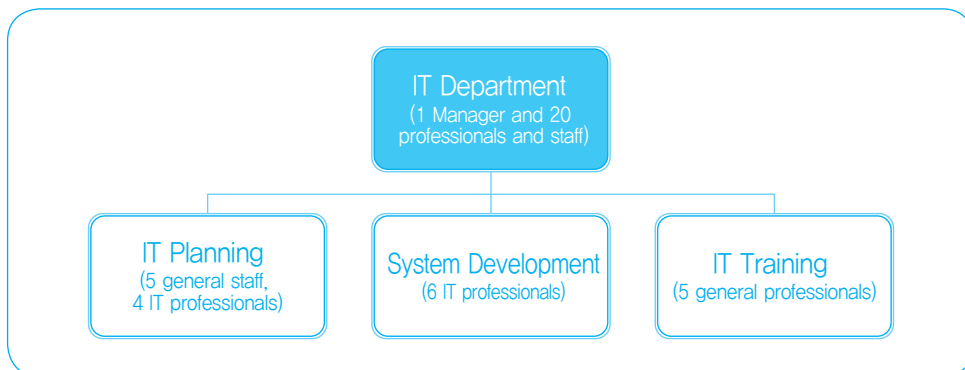 IT Department
(1 Manager and 20
professionals and staff)
IT Planning
(5 general staff,
4 IT professionals)
System Development
(6 IT professionals)
IT Training
(5 general professionals)